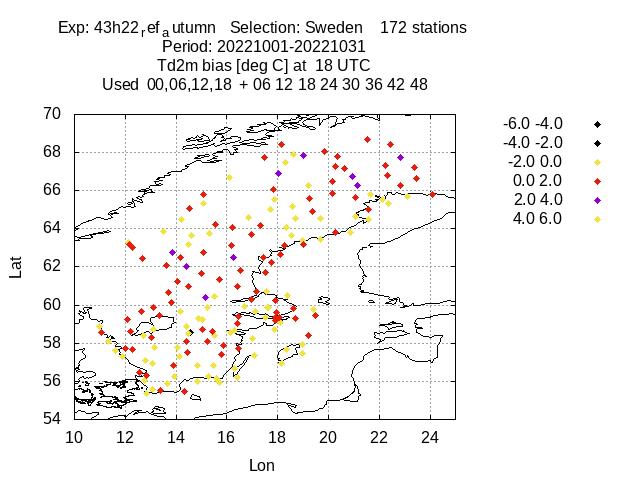 Exp: 43h22refautumn Selection: Sweden 172 stations
Period: 20221001-20221031
Td2m bias [deg C] at 18 UTC
Used 00,06,12,18 + 06 12 18 24 30 36 42 48
70
68
66
64
62
60
58
56
54
10 12 14 16 18 20 22 24
Lat
Lon
-6.0 -4.0
-4.0 -2.0
-2.0 0.0
0.0 2.0
2.0 4.0
4.0 6.0